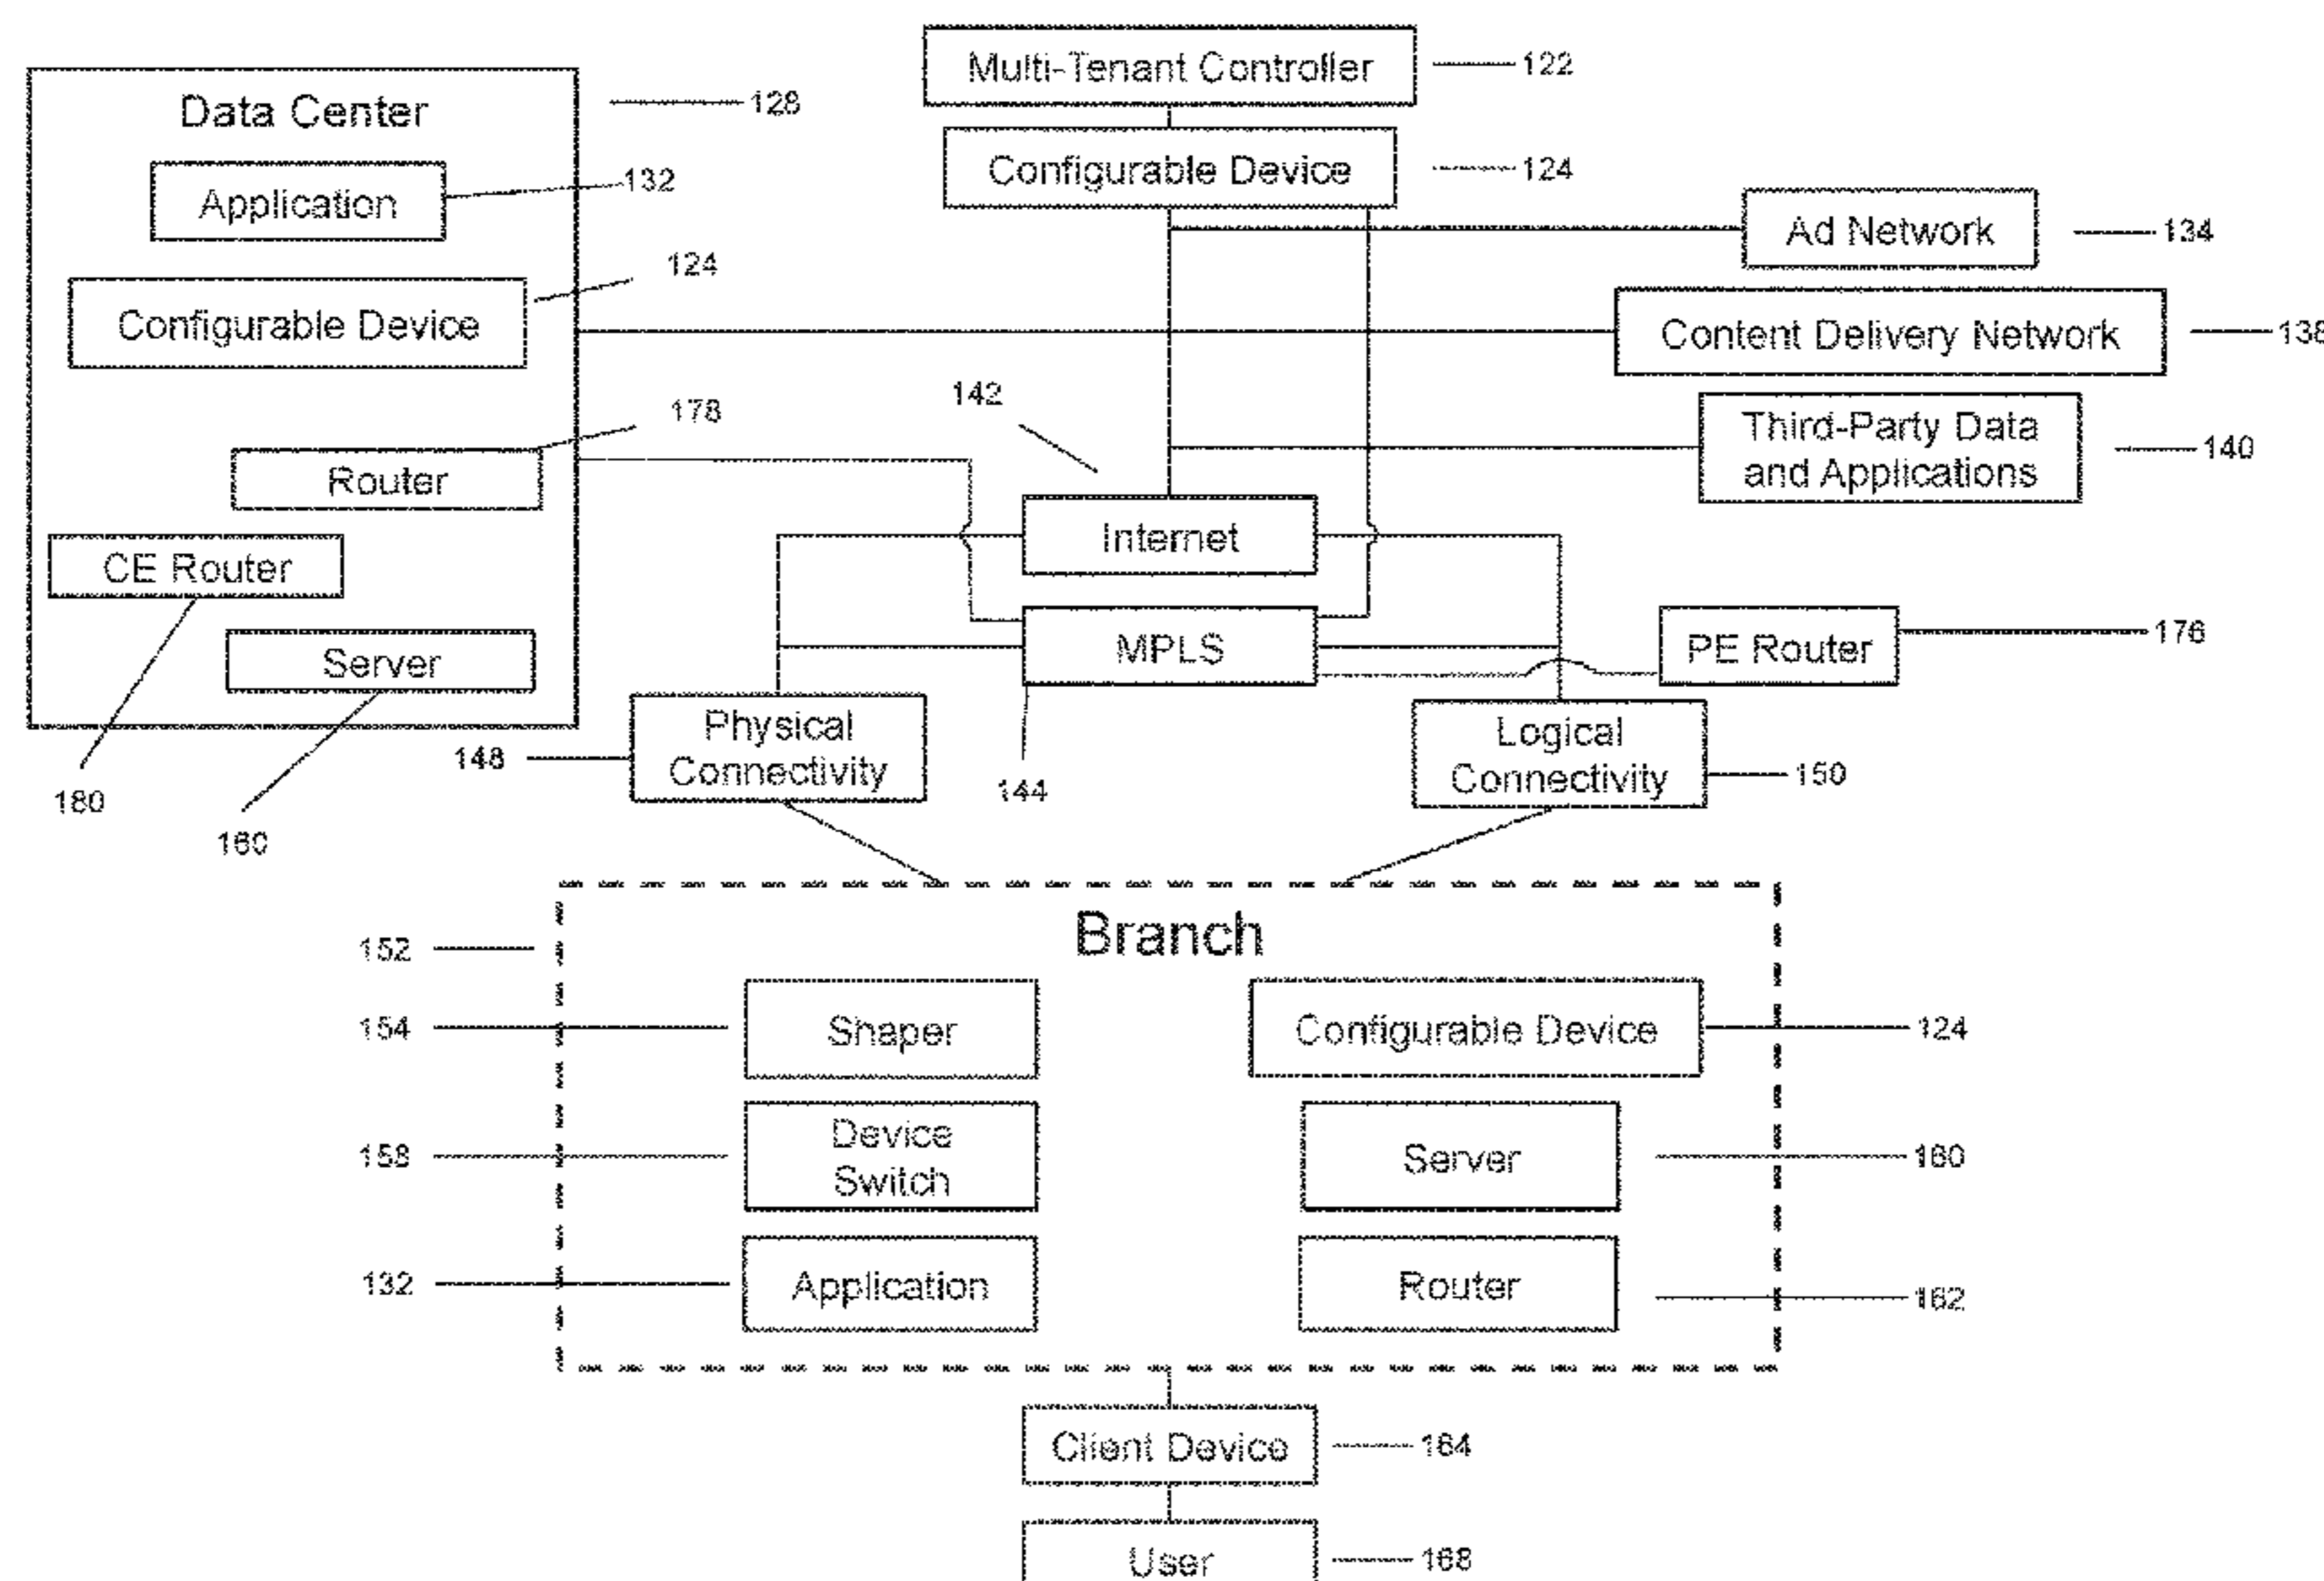 Multi-Tenant Controller
122
Data Center
128
Configurable Device
124
Application
132
Ad Network
134
Configurable Device
124
Content Delivery Network
138
Third-Party Data
and Applications
140
142
Router
178
Internet
CE Router
180
MPLS
144
PE Router
176
Server
160
Physical
Connectivity
148
Logical
Connectivity
150
Branch
152
Shaper
154
Configurable Device
124
Device
Switch
158
Server
160
Application
132
Router
162
Client Device
164
User
168